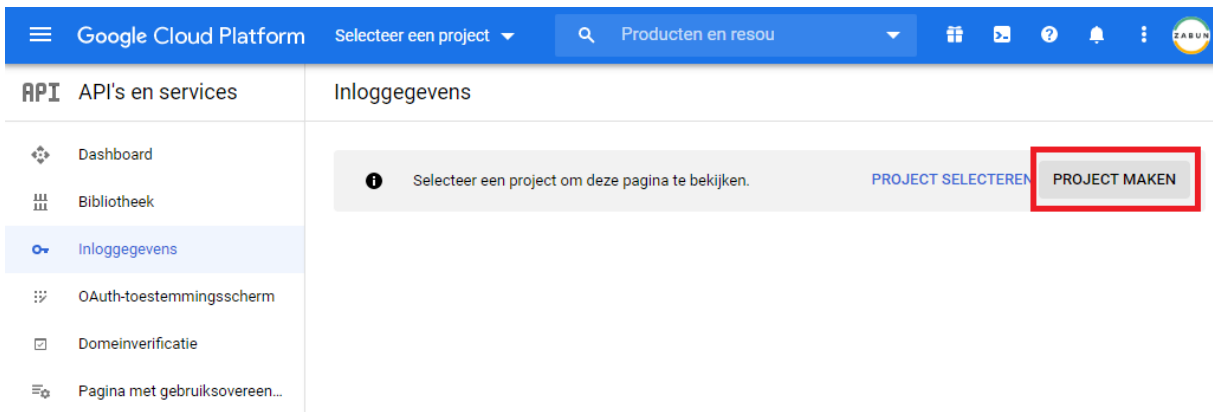 Google Cloud Platform
Selecteer een project
Producten en resou
ZABUN
API API's en services
Inloggegevens
Dashboard
Bibliotheek
Inloggegevens
OAuth-toestemmingsscherm
Domeinverificatie
Pagina met gebruiksovereen...
Selecteer een project om deze pagina te bekijken.
PROJECT SELECTEREN
PROJECT MAKEN